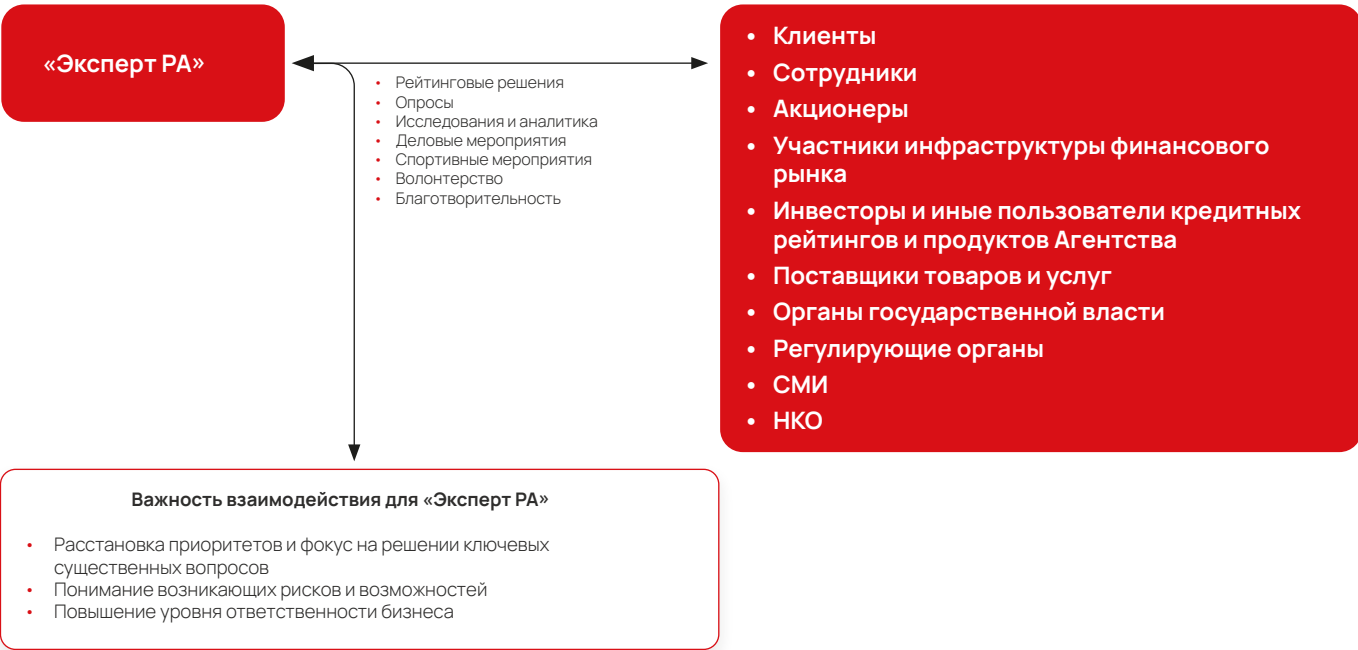 «Эксперт РА»
• Рейтинговые решения
• Опросы
• Исследования и аналитика
• Деловые мероприятия
• Спортивные мероприятия
• Волонтерство
• Благотворительность
• Клиенты
• Сотрудники
• Акционеры
• Участники инфраструктуры финансового
рынка
• Инвесторы и иные пользователи кредитных
рейтингов и продуктов Агентства
• Поставщики товаров и услуг
• Органы государственной власти
• Регулирующие органы
• СМИ
• НКО
Важность взаимодействия для «Эксперт РА»
• Расстановка приоритетов и фокус на решении ключевых
существенных вопросов
• Понимание возникающих рисков и возможностей
• Повышение уровня ответственности бизнеса